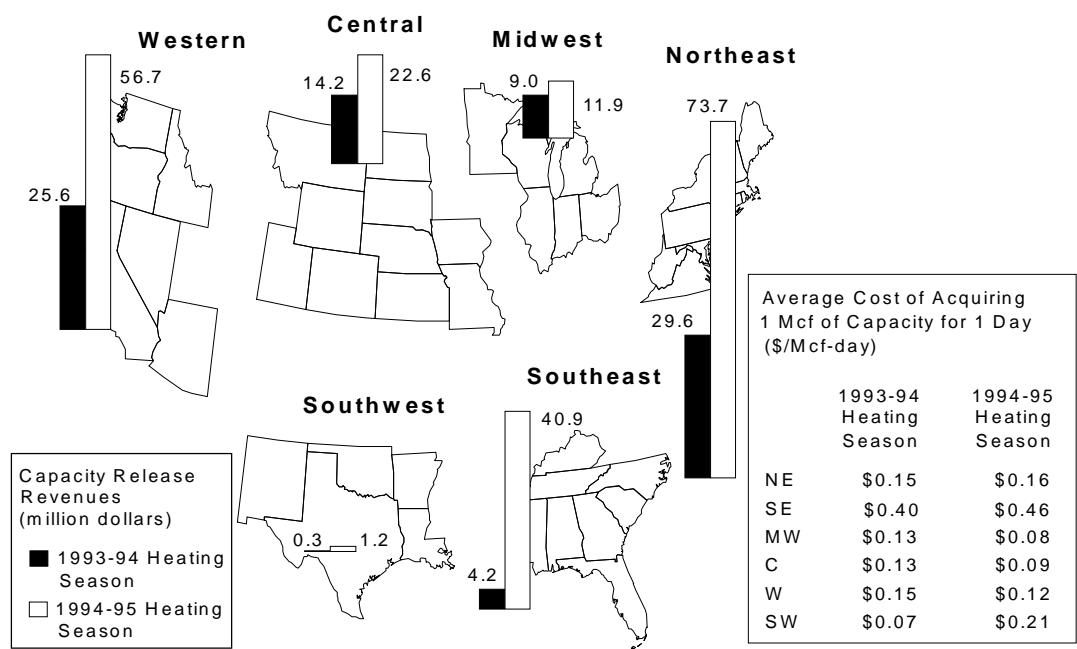 Western
56.7
25.6
Central
14.2
22.6
Midwest
9.0
11.9
Northeast
73.7
29.6
Southwest
0.3
1.2
Southeast
40.9
4.2
Capacity Release
Revenues
(million dollars)
1993-94 Heating
Season
1994-95 Heating
Season
Average Cost of Acquiring
1 Mcf of Capacity for 1 Day
($/Mcf-day)
1993-94 1994-95
Heating Heating
Season Season
NE $0.15 $0.16
SE $0.40 $0.46
MW $0.13 $0.08
C $0.13 $0.09
W $0.15 $0.12
SW $0.07 $0.21